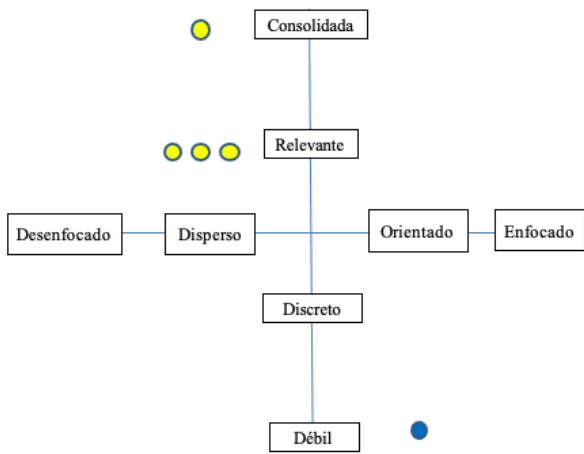 Consolidada
Relevante
Desenfocado
Disperso
Orientado
Enfocado
Discreto
Débil